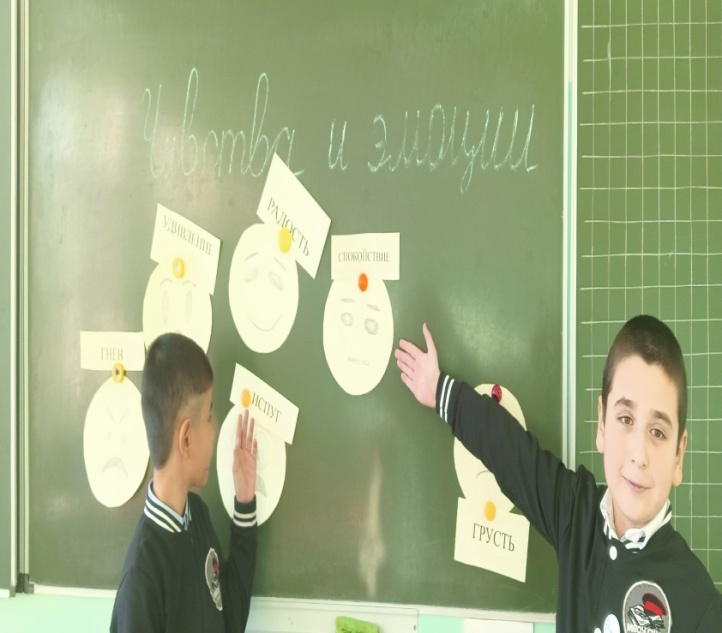 Чувства и эмоции
УДИВЛЕНИЕ
РАДОСТЬ
СПОКОЙСТВИЕ
ГНЕВ
ИСПУГ
ГРУСТЬ